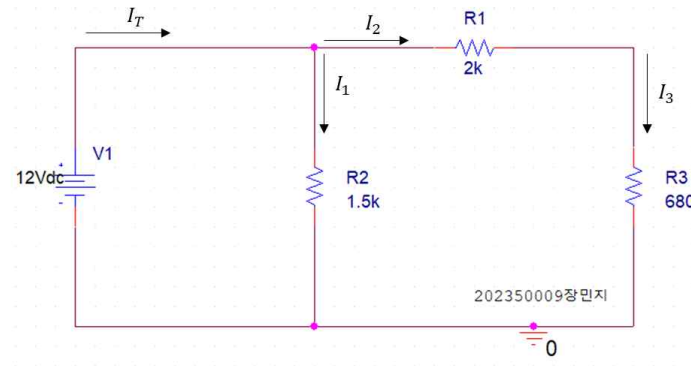 I_T
I_2
R1
2k
I_1
I_3
12Vdc
V1
R2
1.5k
R3
680
202350009장민지
0